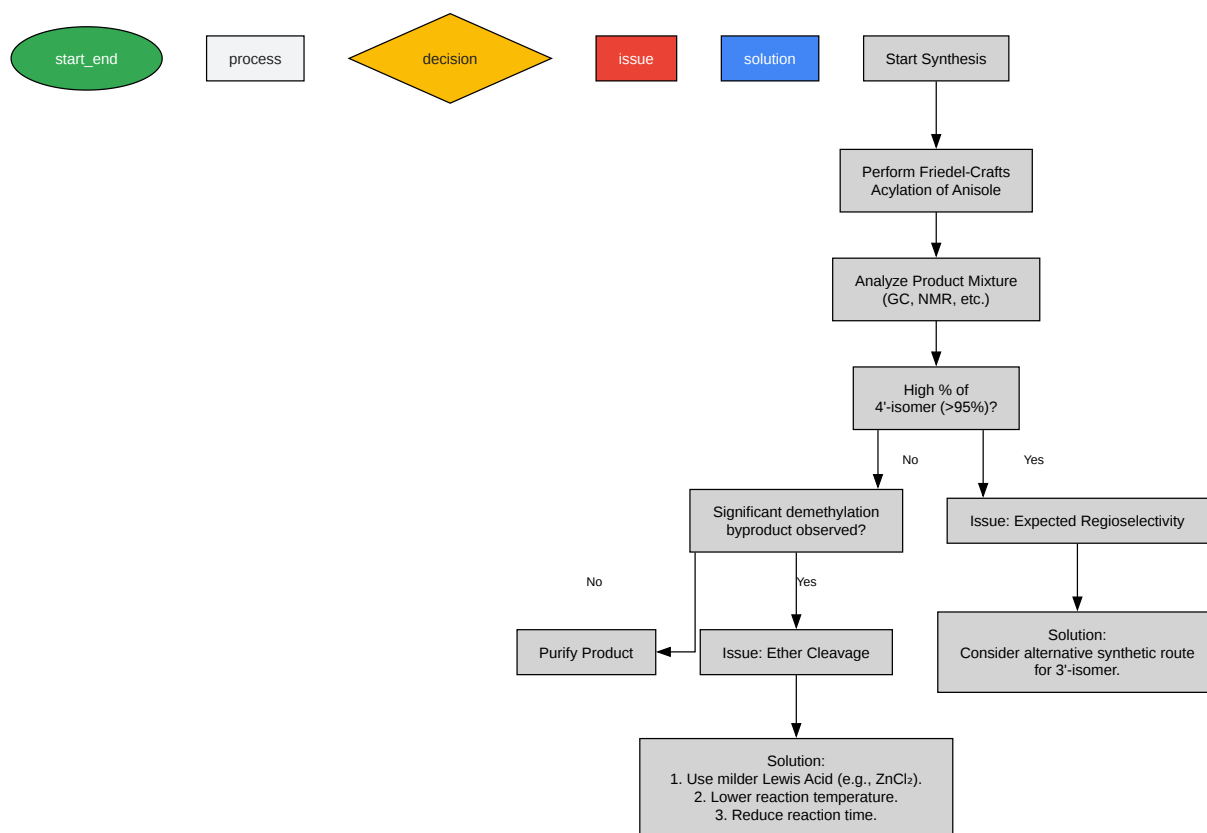 start_end
process
decision
issue
solution
Start Synthesis
Perform Friedel-Crafts
Acylation of Anisole
Analyze Product Mixture
(GC, NMR, etc.)
High % of
4'-isomer (>95%)?
No
Yes
Significant demethylation
byproduct observed?
Issue: Expected Regioselectivity
No
Yes
Purify Product
Issue: Ether Cleavage
Solution:
Consider alternative synthetic route
for 3'-isomer.
Solution:
1. Use milder Lewis Acid (e.g., ZnCl₂).
2. Lower reaction temperature.
3. Reduce reaction time.